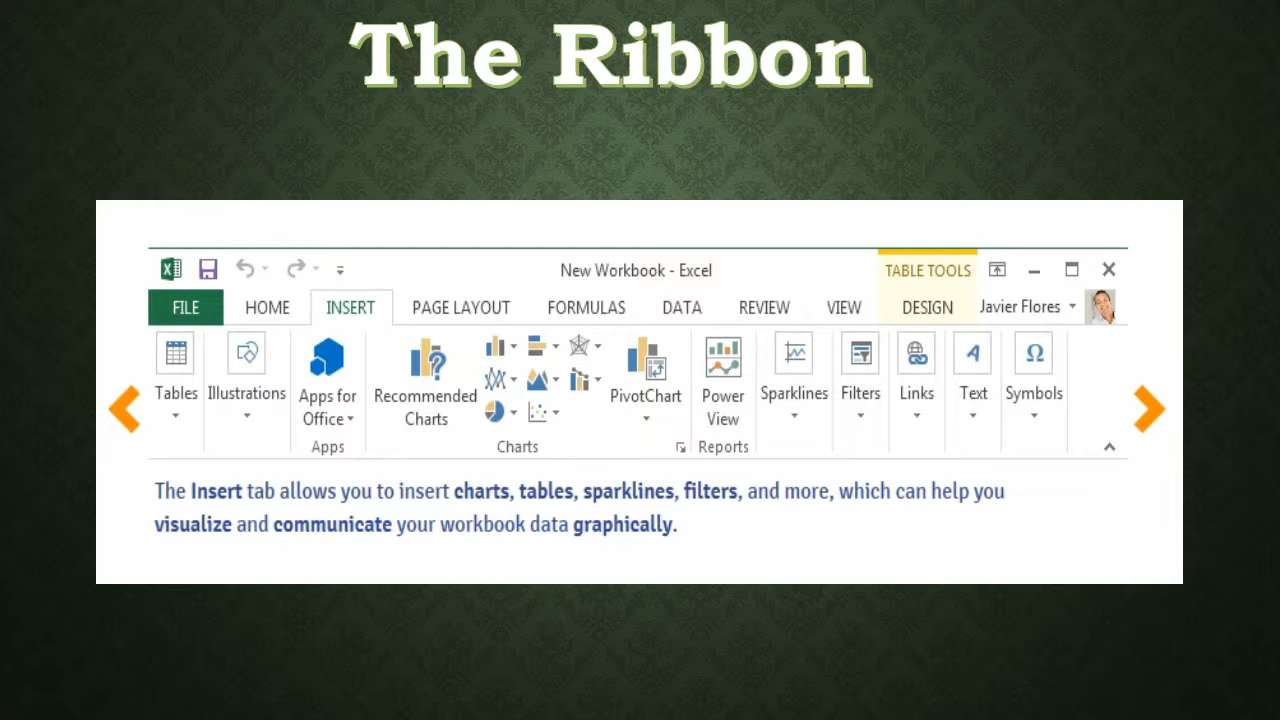 The Ribbon
New Workbook - Excel
TABLE TOOLS
FILE HOME INSERT PAGE LAYOUT FORMULAS DATA REVIEW VIEW DESIGN Javier Flores
Tables Illustrations Apps for Office Recommended Charts PivotChart Power View Sparklines Filters Links Text Symbols
Apps Charts Reports
The Insert tab allows you to insert charts, tables, sparklines, filters, and more, which can help you
visualize and communicate your workbook data graphically.